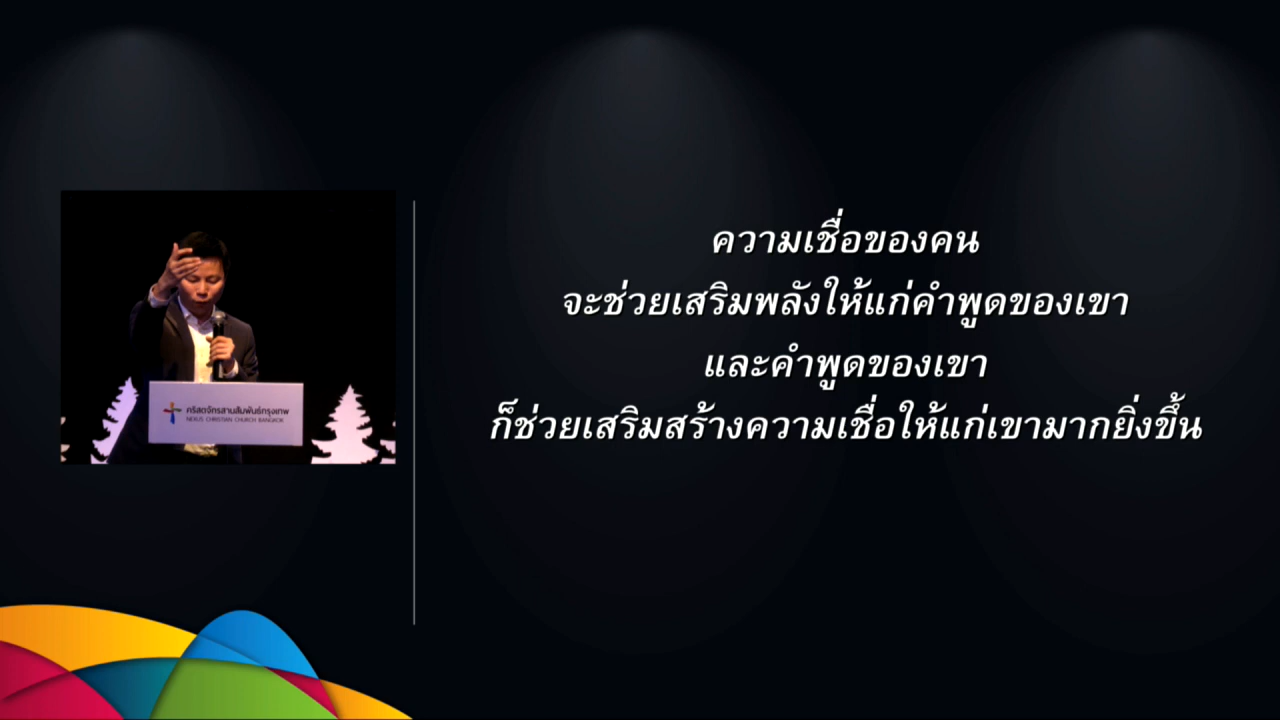 ความเชื่อของคน
จะช่วยเสริมพลังให้แก่คำพูดของเขา
และคำพูดของเขา
ก็ช่วยเสริมสร้างความเชื่อให้แก่เขามากยิ่งขึ้น
คริสตจักรสานสัมพันธ์กรุงเทพ
NEXUS CHRISTIAN CHURCH BANGKOK